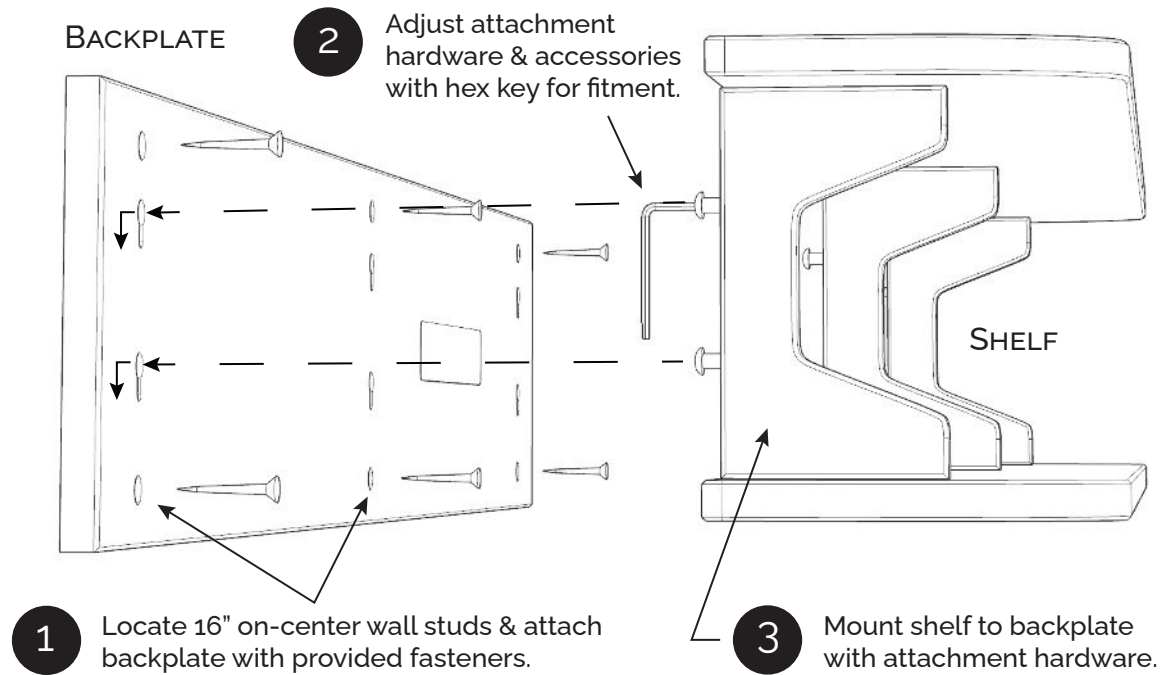 BACKPLATE
2
Adjust attachment
hardware & accessories
with hex key for fitment.
SHELF
1
Locate 16" on-center wall studs & attach
backplate with provided fasteners.
3
Mount shelf to backplate
with attachment hardware.